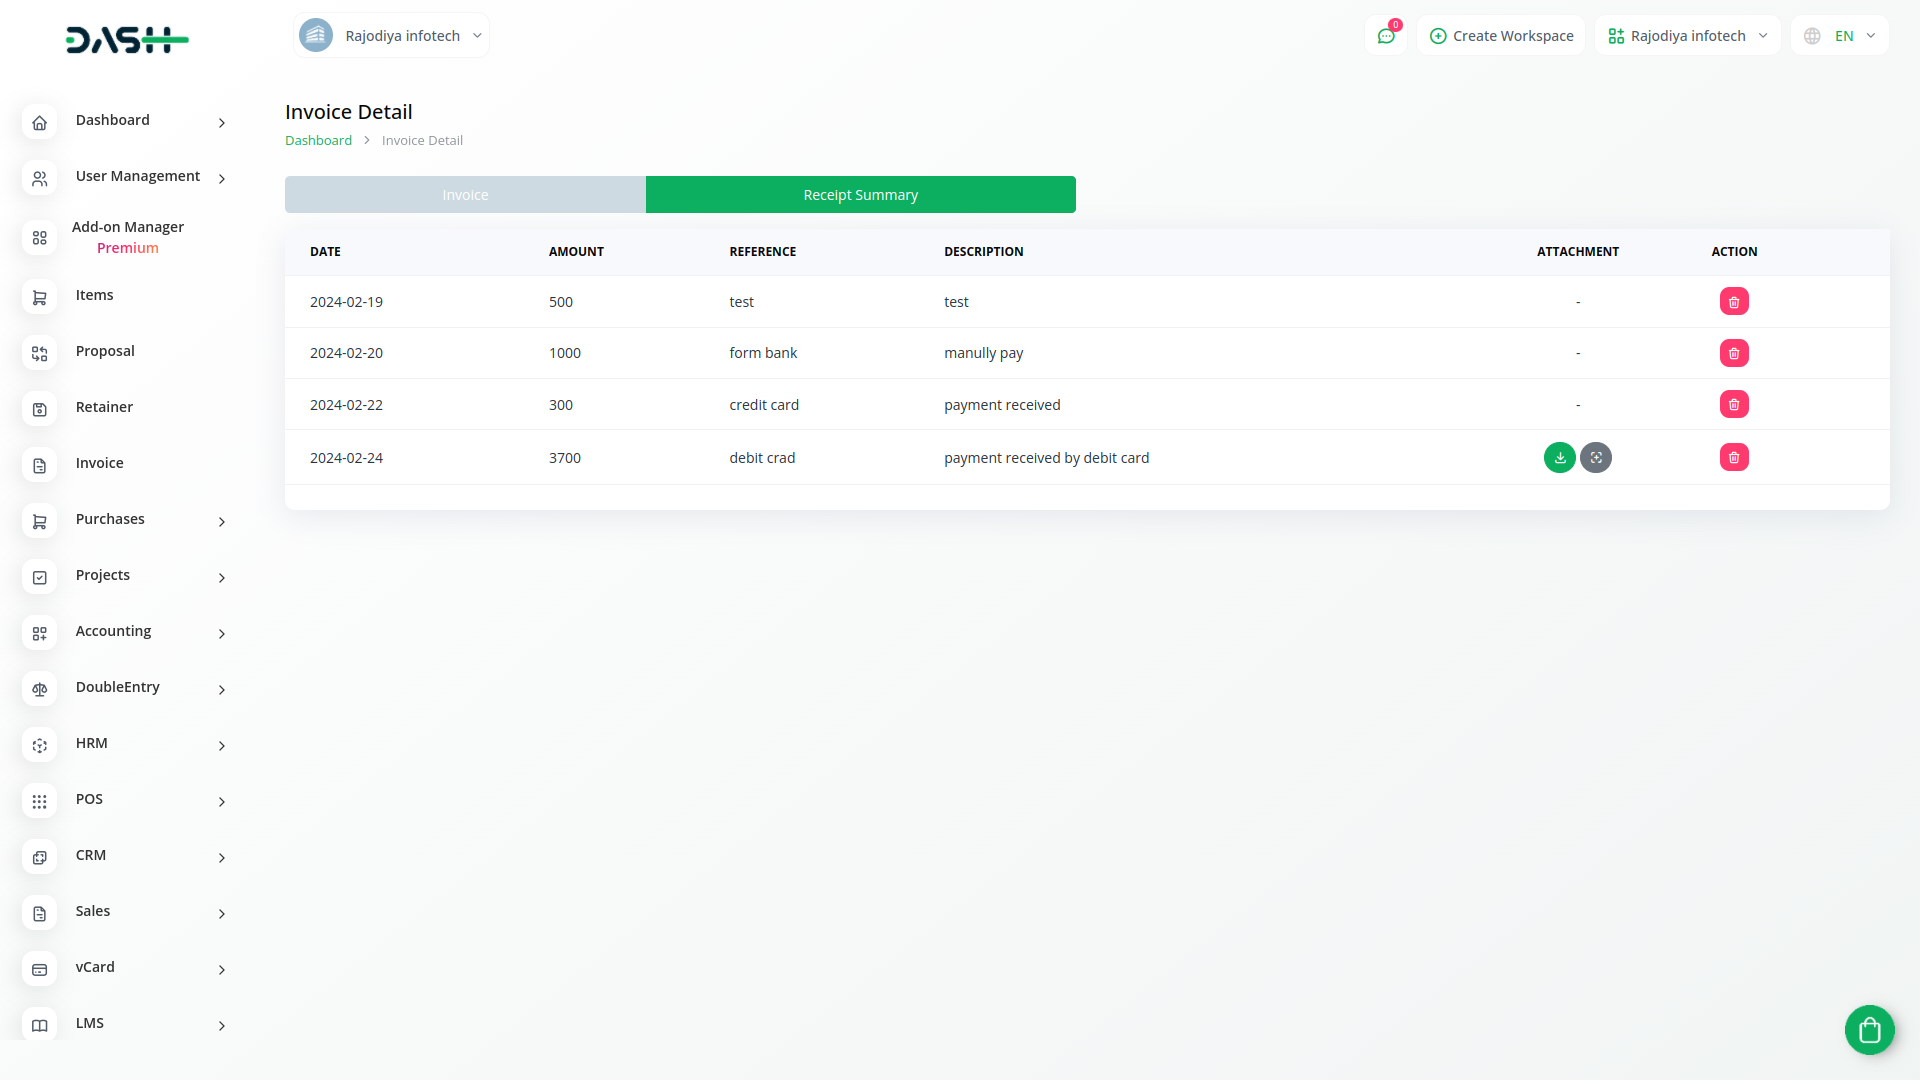 DASH
Rajodiya infotech
0
Create Workspace
Rajodiya infotech
EN
Dashboard
User Management
Add-on Manager
Premium
Items
Proposal
Retainer
Invoice
Purchases
Projects
Accounting
DoubleEntry
HRM
POS
CRM
Sales
vCard
LMS
Invoice Detail
Dashboard > Invoice Detail
Invoice Receipt Summary
DATE AMOUNT REFERENCE DESCRIPTION ATTACHMENT ACTION
2024-02-19 500 test test -
2024-02-20 1000 form bank manully pay -
2024-02-22 300 credit card payment received -
2024-02-24 3700 debit crad payment received by debit card